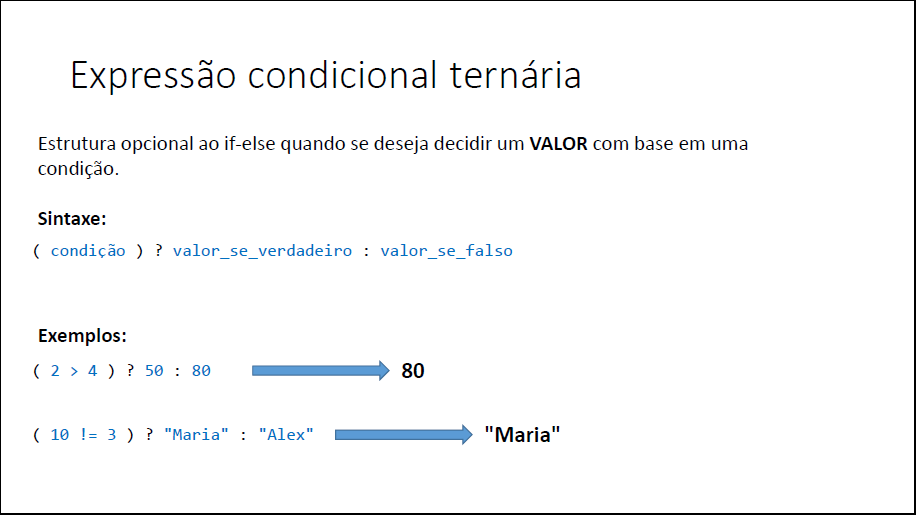 Expressão condicional ternária
Estrutura opcional ao if-else quando se deseja decidir um VALOR com base em uma
condição.
Sintaxe:
( condição ) ? valor_se_verdadeiro : valor_se_falso
Exemplos:
( 2 > 4 ) ? 50 : 80 80
( 10 != 3 ) ? "Maria" : "Alex" "Maria"